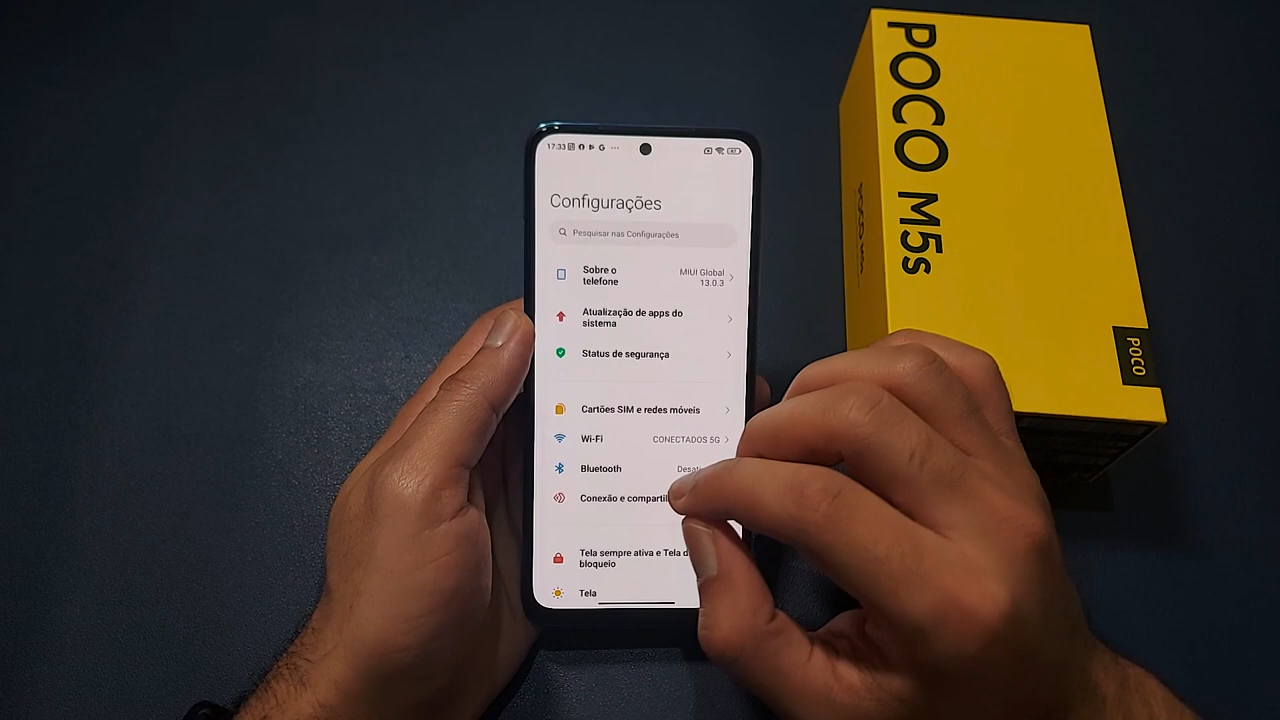 17:33
Configurações
Pesquisar nas Configurações
Sobre o
telefone
MIUI Global
13.0.3
Atualização de apps do
sistema
Status de segurança
Cartões SIM e redes móveis
Wi-Fi
CONECTADOS 5G
Bluetooth
Desati
Conexão e compartil
Tela sempre ativa e Tela d
bloqueio
Tela
POCO M5s
POCO